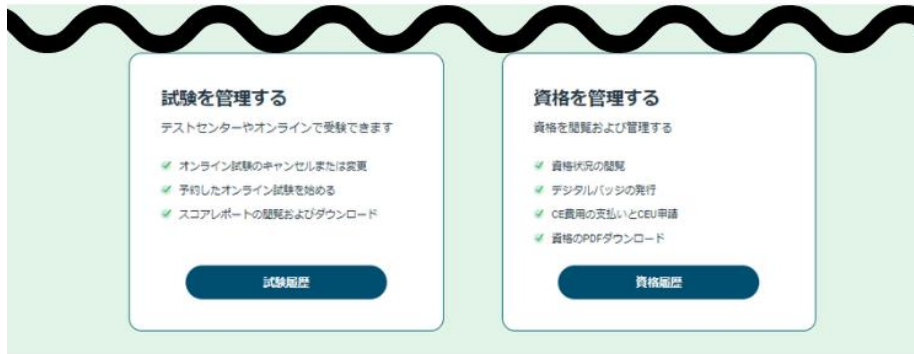 試験を管理する
テストセンターやオンラインで受験できます
オンライン試験のキャンセルまたは変更
予約したオンライン試験を始める
スコアレポートの閲覧およびダウンロード
試験履歴
資格を管理する
資格を閲覧および管理する
資格状況の閲覧
デジタルバッジの発行
CE費用の支払いとCEU申請
資格のPDFダウンロード
資格履歴